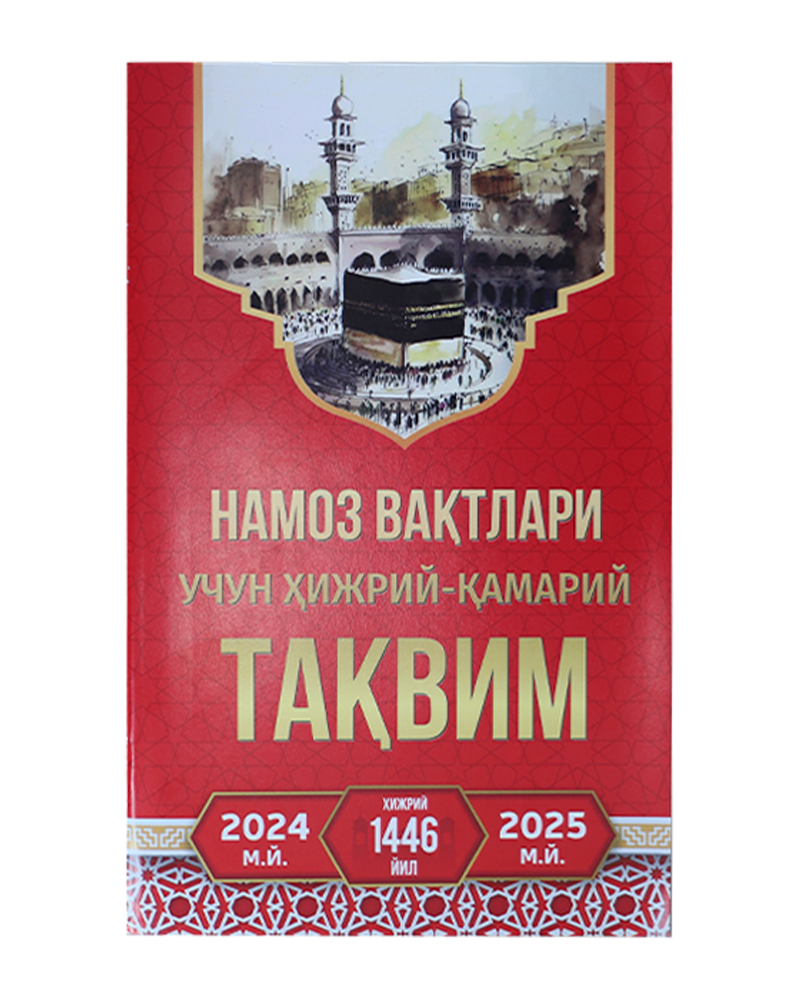 НАМОЗ ВАҚТЛАРИ
УЧУН ҲИЖРИЙ-ҚАМАРИЙ
ТАҚВИМ
2024
М.Й.
ҲИЖРИЙ
1446
ЙИЛ
2025
М.Й.